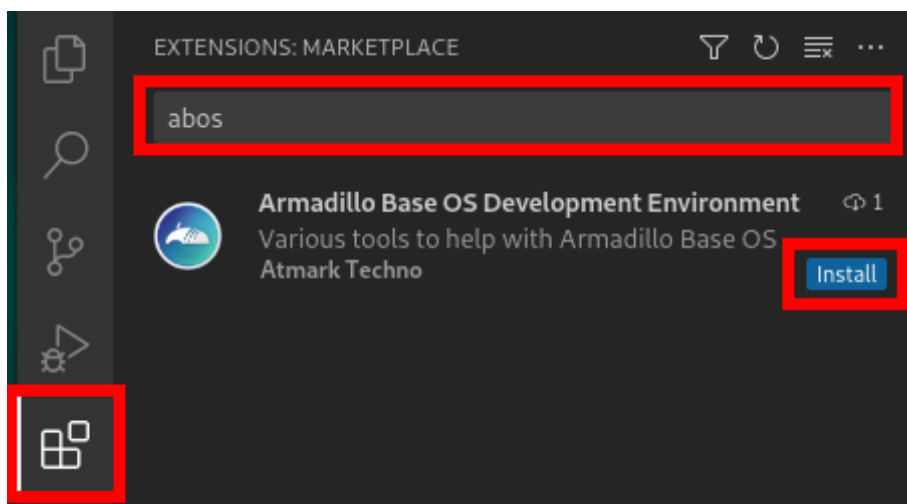 EXTENSIONS: MARKETPLACE
abos
Armadillo Base OS Development Environment 1
Various tools to help with Armadillo Base OS
Atmark Techno
Install